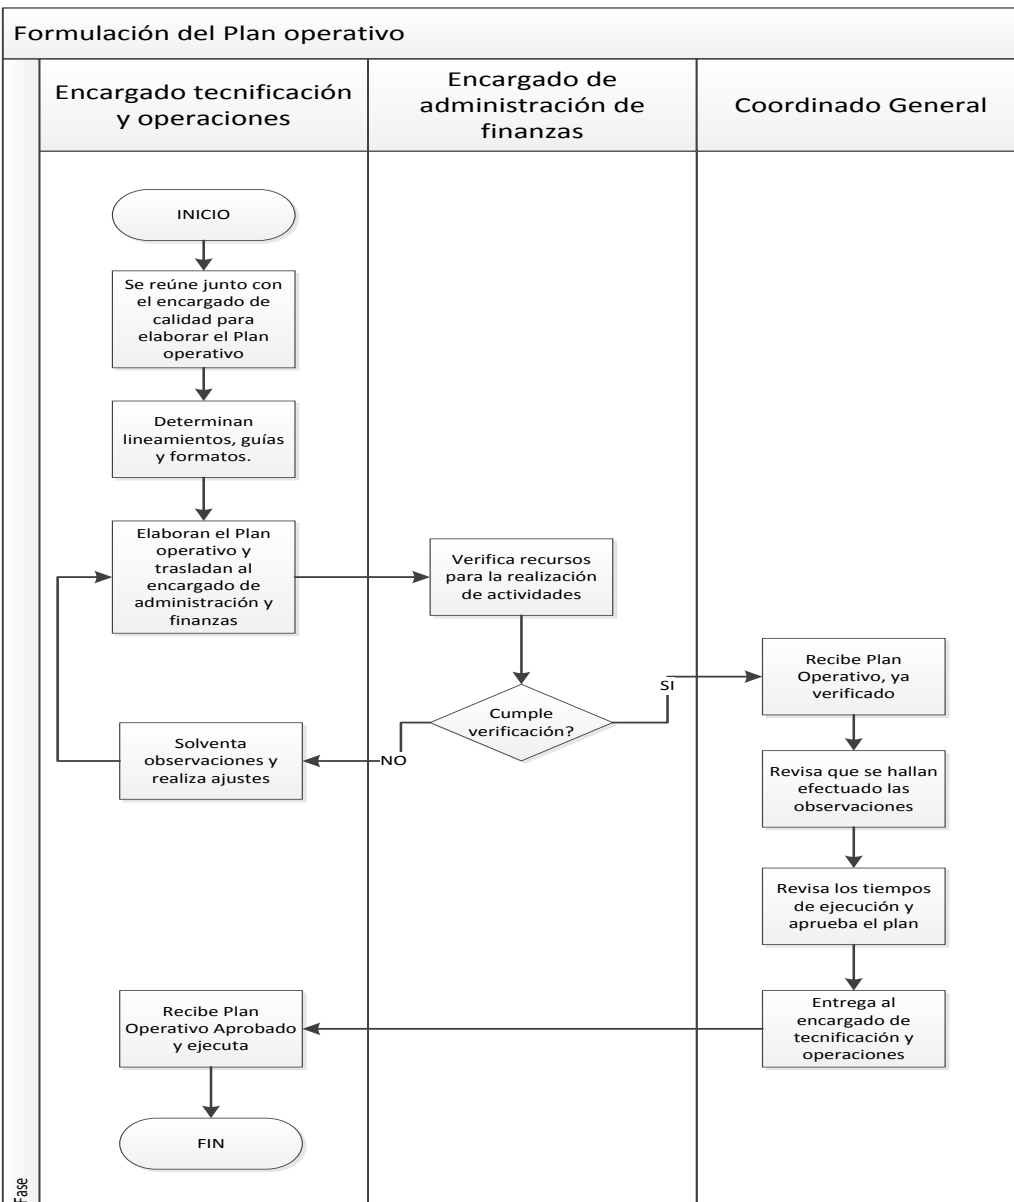 Formulación del Plan operativo
Encargado tecnificación
y operaciones
Encargado de
administración de
finanzas
Coordinado General
INICIO
Se reúne junto con
el encargado de
calidad para
elaborar el Plan
operativo
Determinan
lineamientos, guías
y formatos.
Elaboran el Plan
operativo y
trasladan al
encargado de
administración y
finanzas
Verifica recursos
para la realización
de actividades
Cumple
verificación?
SI
NO
Solventa
observaciones y
realiza ajustes
Recibe Plan
Operativo, ya
verificado
Revisa que se hallan
efectuado las
observaciones
Revisa los tiempos
de ejecución y
aprueba el plan
Entrega al
encargado de
tecnificación y
operaciones
Recibe Plan
Operativo Aprobado
y ejecuta
FIN
Fase